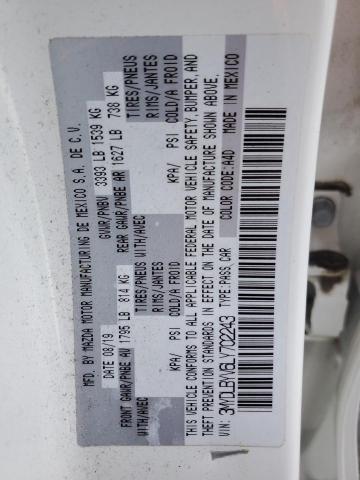 MFD. BY MAZDA MOTOR MANUFACTURING DE MEXICO S.A. DE C.V.
DATE 08/19 GVWR/PNBV 3393 LB 1539 KG
FRONT GAWR/PNBE AV 1795 LB 814 KG REAR GAWR/PNBE AR 1627 LB 738 KG
WITH/AVEC TIRES/PNEUS WITH/AVEC TIRES/PNEUS
RIMS/JANTES RIMS/JANTES
KPA/ PSI COLD/A FROID KPA/ PSI COLD/A FROID
THIS VEHICLE CONFORMS TO ALL APPLICABLE FEDERAL MOTOR VEHICLE SAFETY, BUMPER, AND
THEFT PREVENTION STANDARDS IN EFFECT ON THE DATE OF MANUFACTURE SHOWN ABOVE.
VIN: 3MYDLBYV6LY702243 TYPE:PASS.CAR COLOR CODE: A4D MADE IN MEXICO